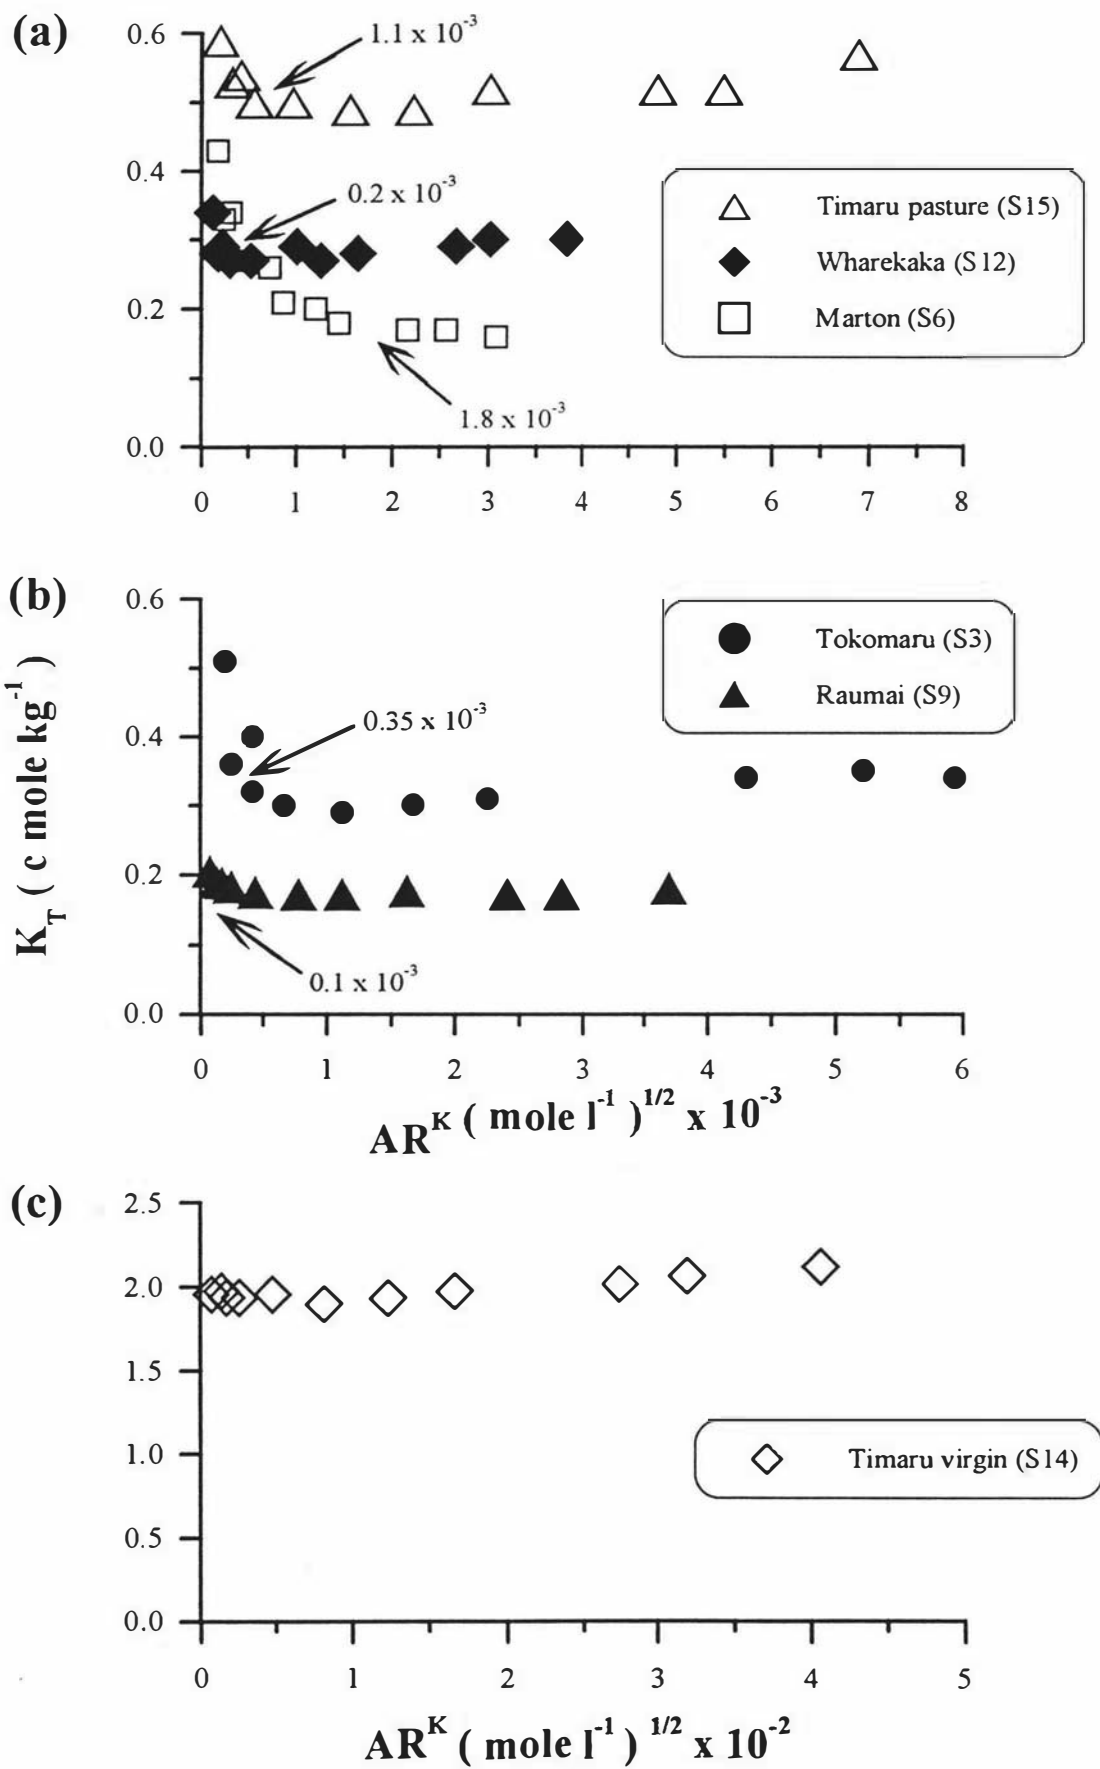 (a)
0.6
0.4
0.2
0.0
1.1 x 10⁻³
0.2 x 10⁻³
1.8 x 10⁻³
Timaru pasture (S15)
Wharekaka (S12)
Marton (S6)
0 1 2 3 4 5 6 7 8
(b)
0.6
0.4
0.2
0.0
Tokomaru (S3)
Raumai (S9)
0.35 x 10⁻³
0.1 x 10⁻³
K_T ( c mole kg⁻¹ )
0 1 2 3 4 5 6
AR^K ( mole l⁻¹ )^1/2 x 10⁻³
(c)
2.5
2.0
1.5
1.0
0.5
0.0
Timaru virgin (S14)
0 1 2 3 4 5
AR^K ( mole l⁻¹ )^1/2 x 10⁻²